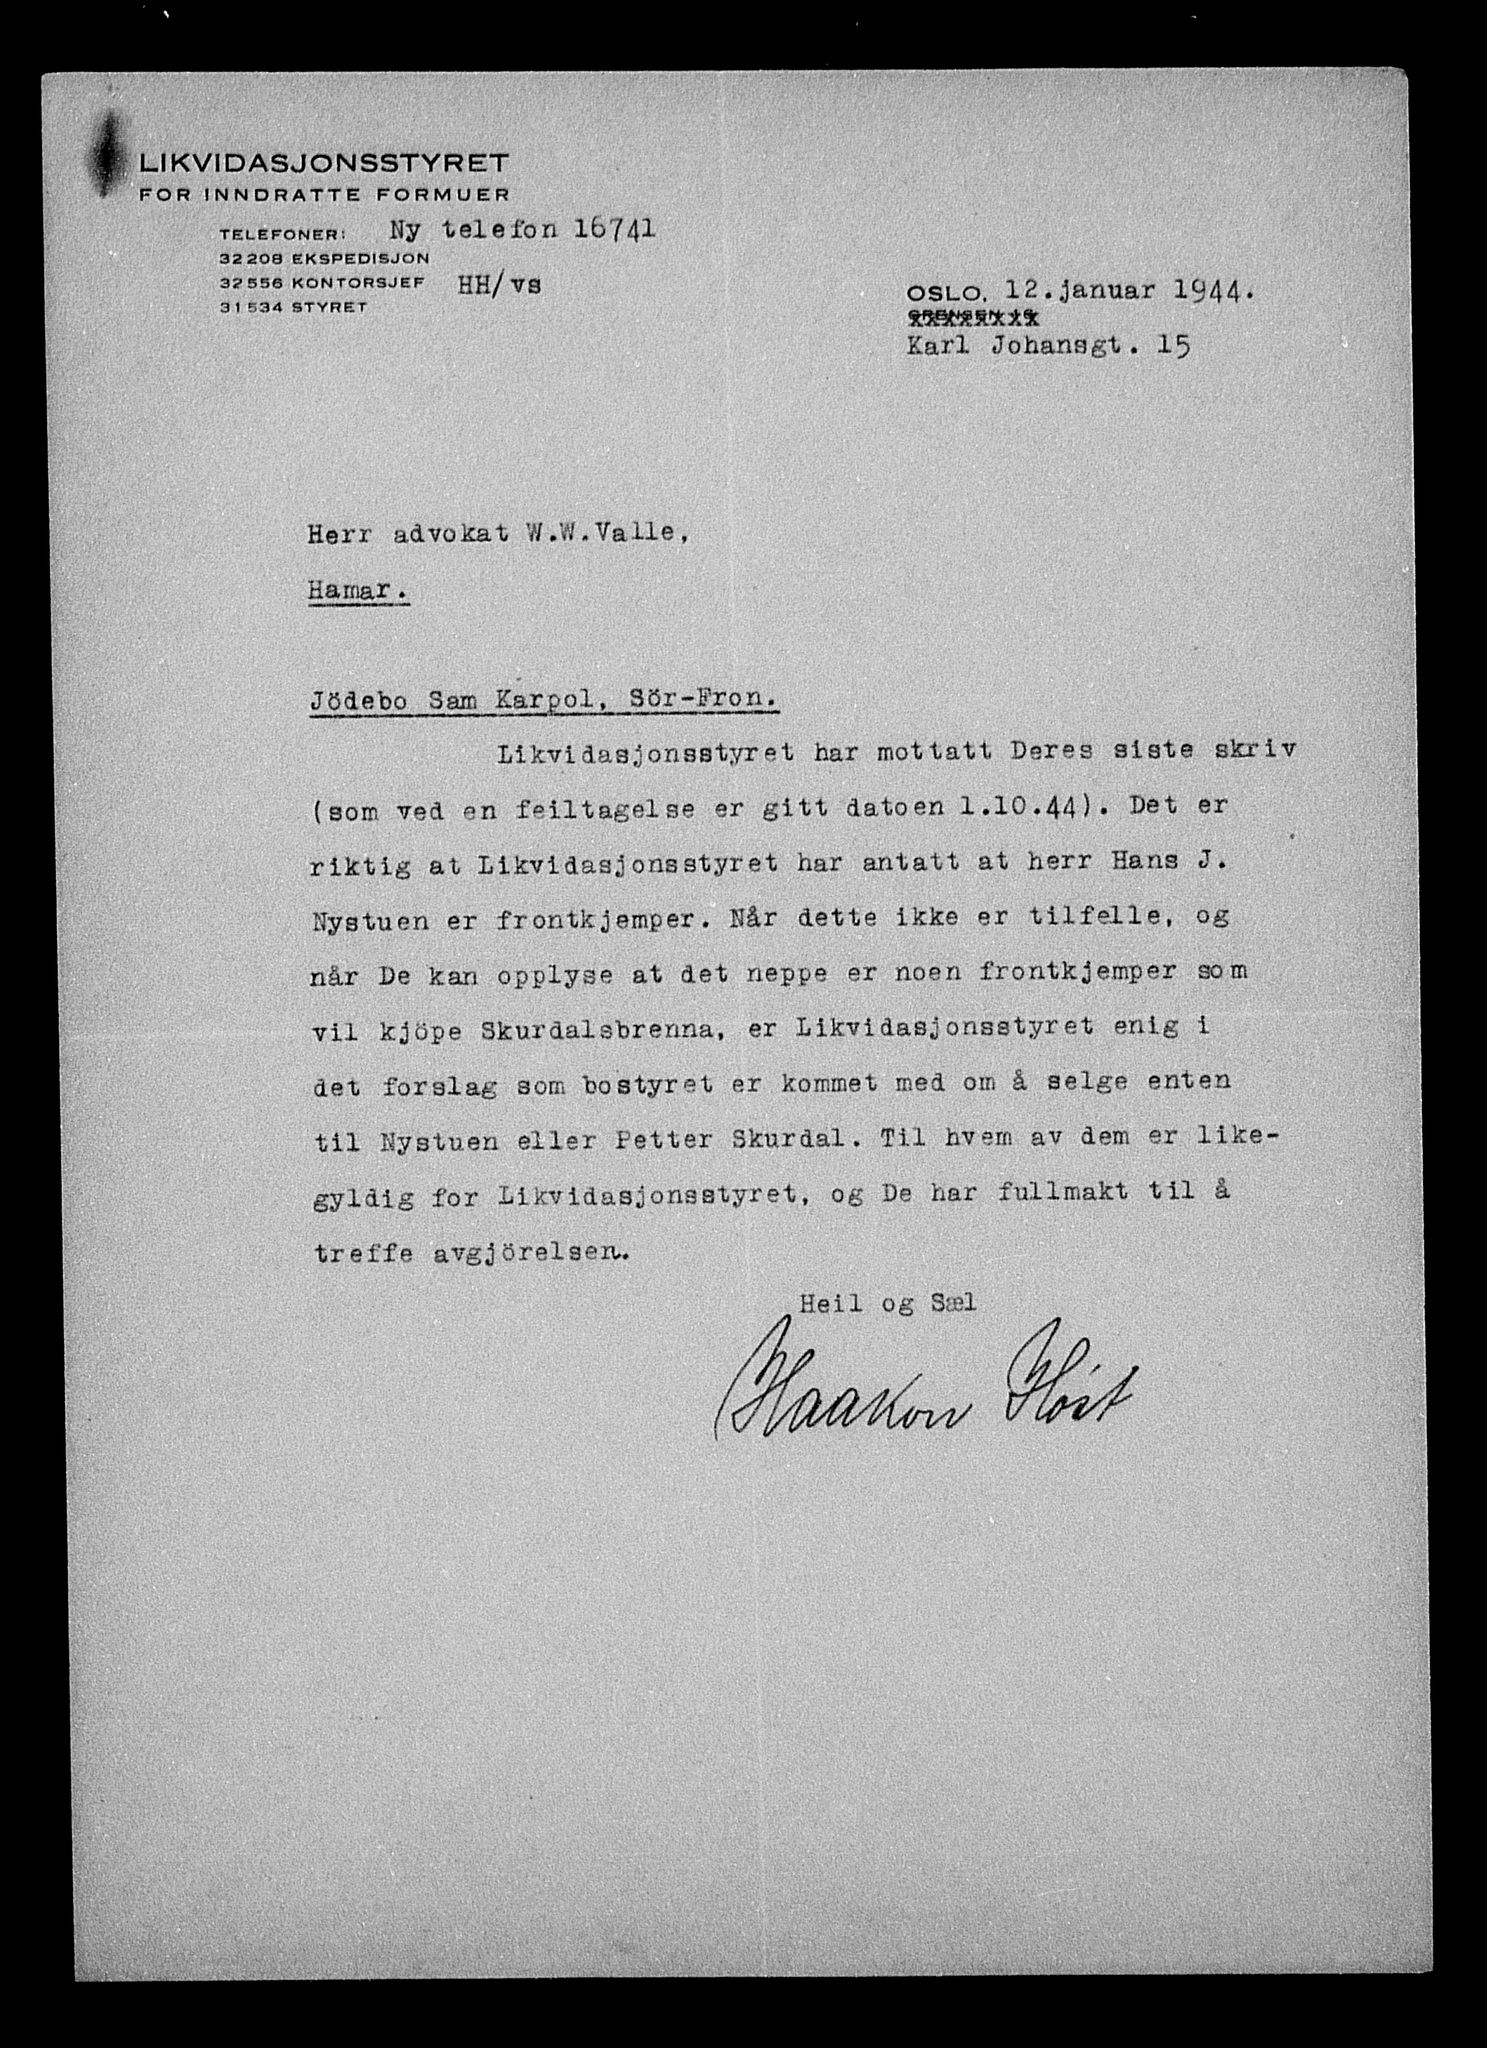 LIKVIDASJONSSTYRET
FOR INNDRATTE FORMUER
TELEFONER: Ny telefon 16741
32208 EKSPEDISJON
32556 KONTORSJEF HH/vs
31534 STYRET
OSLO, 12.januar 1944.
GRENSEN 16
Karl Johansgt. 15
Herr advokat W.W.Valle,
Hamar.
Jödebo Sam Karpol, Sör-Fron.
Likvidasjonsstyret har mottatt Deres siste skriv
(som ved en feiltagelse er gitt datoen 1.10.44). Det er
riktig at Likvidasjonsstyret har antatt at herr Hans J.
Nystuen er frontkjemper. Når dette ikke er tilfelle, og
når De kan opplyse at det neppe er noen frontkjemper som
vil kjöpe Skurdalsbrenna, er Likvidasjonsstyret enig i
det forslag som bostyret er kommet med om å selge enten
til Nystuen eller Petter Skurdal. Til hvem av dem er like-
gyldig for Likvidasjonsstyret, og De har fullmakt til å
treffe avgjörelsen.
Heil og Sæl
Haakon Høst